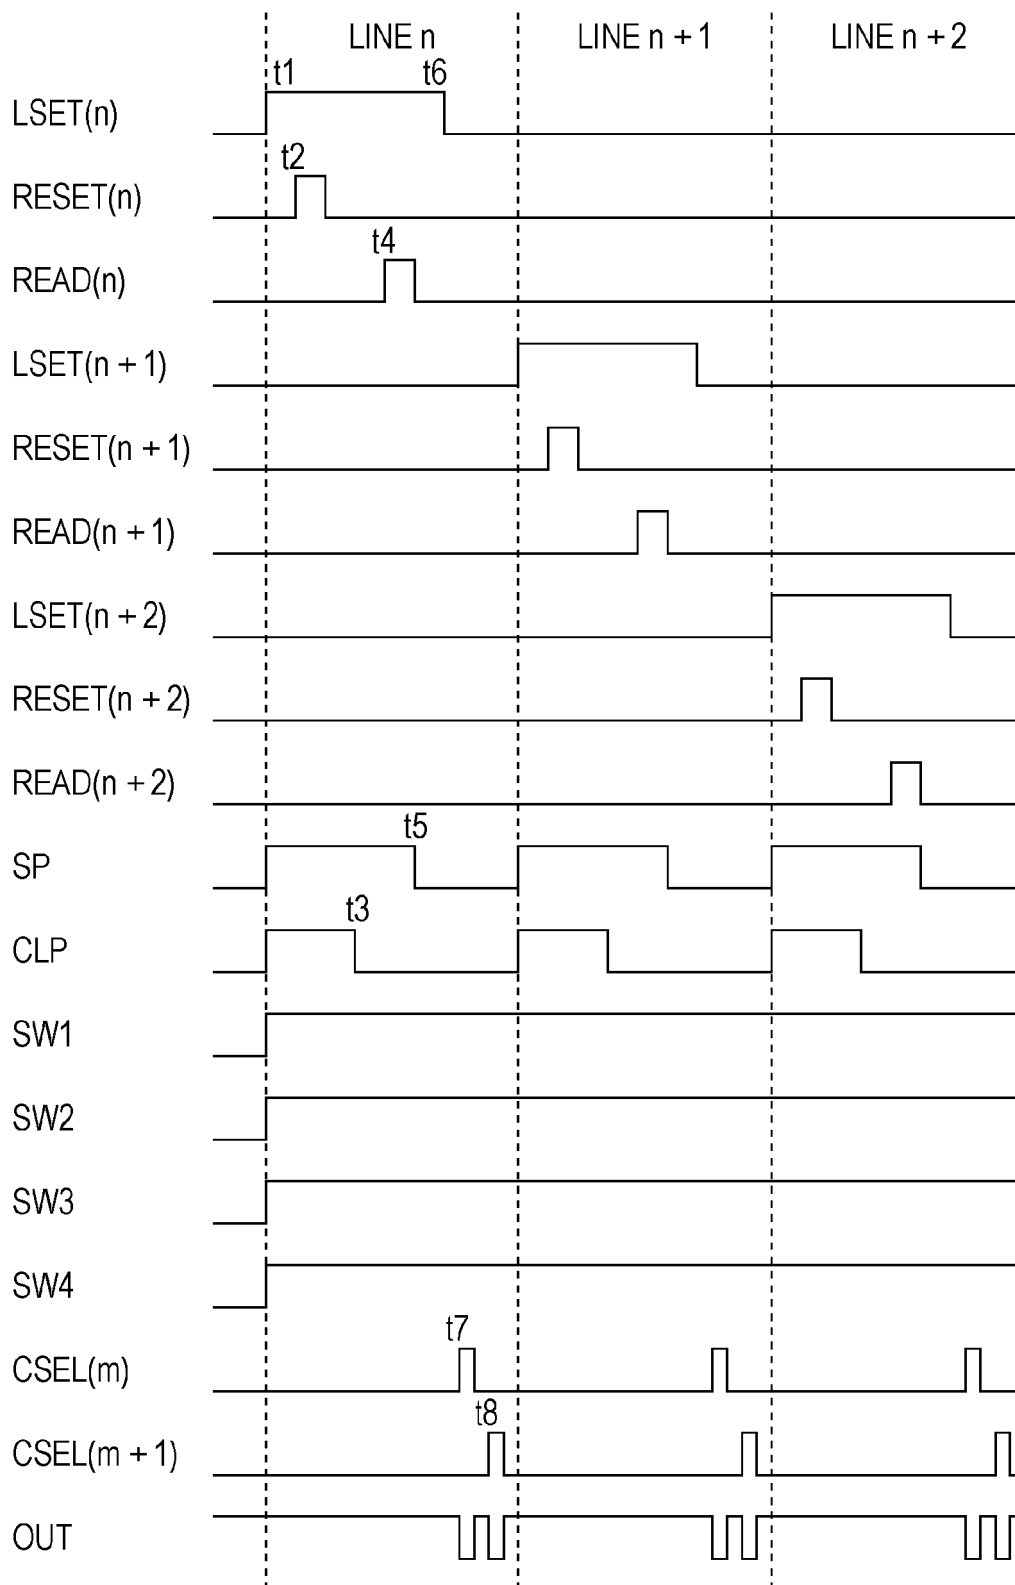 LINE n LINE n + 1 LINE n + 2
t1 t6
LSET(n)
t2
RESET(n)
t4
READ(n)
LSET(n + 1)
RESET(n + 1)
READ(n + 1)
LSET(n + 2)
RESET(n + 2)
READ(n + 2)
t5
SP
t3
CLP
SW1
SW2
SW3
SW4
t7
CSEL(m)
t8
CSEL(m + 1)
OUT